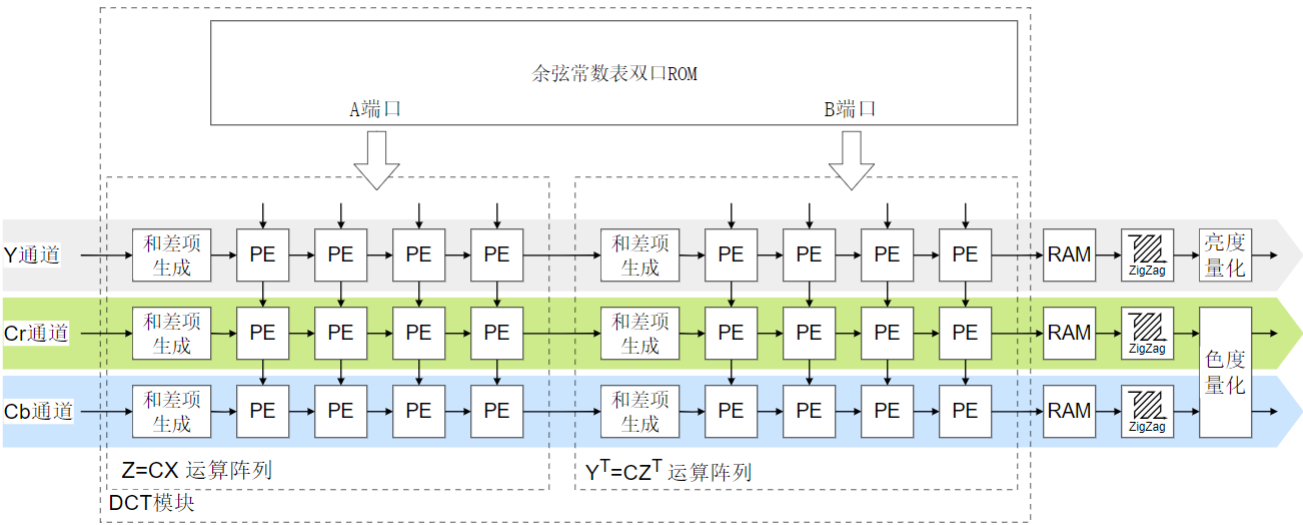 余弦常数表双口ROM
A端口
B端口
Y通道
和差项
生成
PE
PE
PE
PE
和差项
生成
PE
PE
PE
PE
RAM
ZigZag
亮度
量化
Cr通道
和差项
生成
PE
PE
PE
PE
和差项
生成
PE
PE
PE
PE
RAM
ZigZag
色度
量化
Cb通道
和差项
生成
PE
PE
PE
PE
和差项
生成
PE
PE
PE
PE
RAM
ZigZag
Z=CX 运算阵列
Yᵀ=CZᵀ 运算阵列
DCT模块